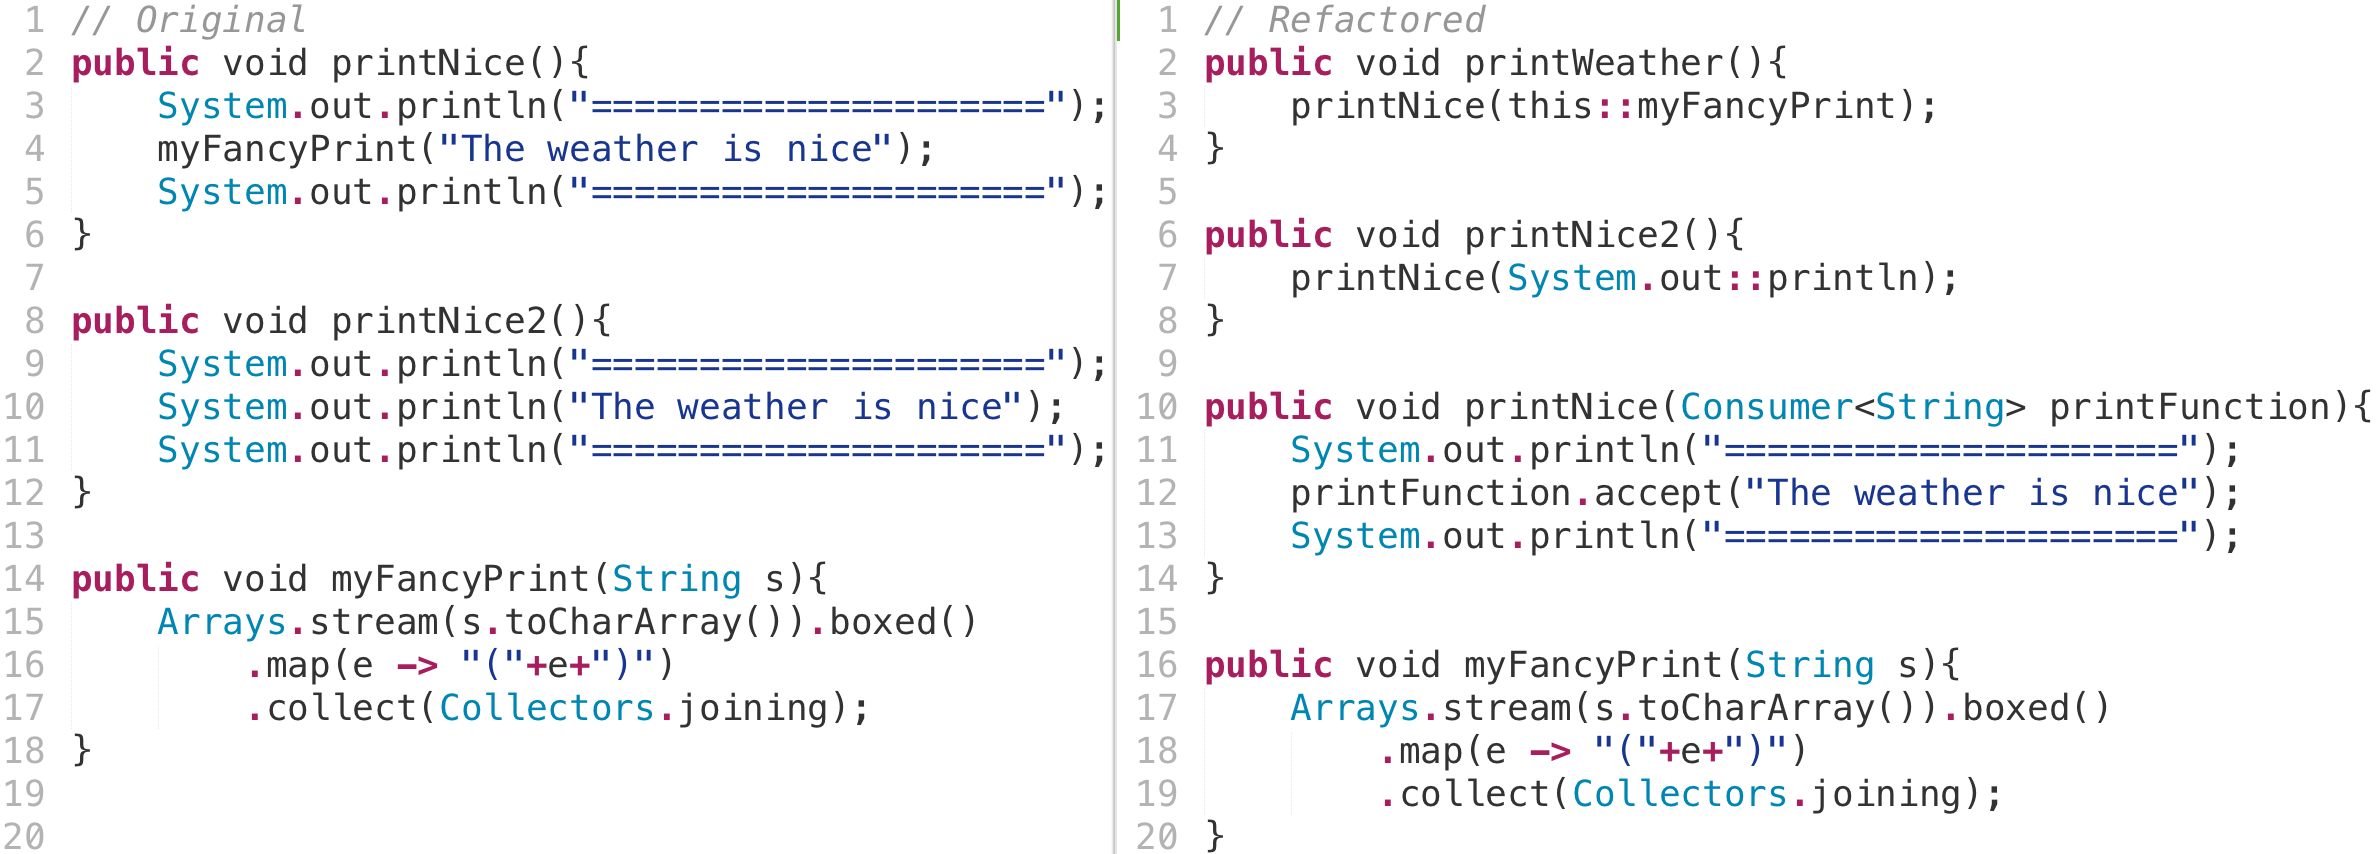 1 // Original
2 public void printNice(){
3     System.out.println("=====================");
4     myFancyPrint("The weather is nice");
5     System.out.println("=====================");
6 }
7
8 public void printNice2(){
9     System.out.println("=====================");
10     System.out.println("The weather is nice");
11     System.out.println("=====================");
12 }
13
14 public void myFancyPrint(String s){
15     Arrays.stream(s.toCharArray()).boxed()
16         .map(e -> "("+e+")")
17         .collect(Collectors.joining);
18 }
19
20
1 // Refactored
2 public void printWeather(){
3     printNice(this::myFancyPrint);
4 }
5
6 public void printNice2(){
7     printNice(System.out::println);
8 }
9
10 public void printNice(Consumer<String> printFunction){
11     System.out.println("=====================");
12     printFunction.accept("The weather is nice");
13     System.out.println("=====================");
14 }
15
16 public void myFancyPrint(String s){
17     Arrays.stream(s.toCharArray()).boxed()
18         .map(e -> "("+e+")")
19         .collect(Collectors.joining);
20 }